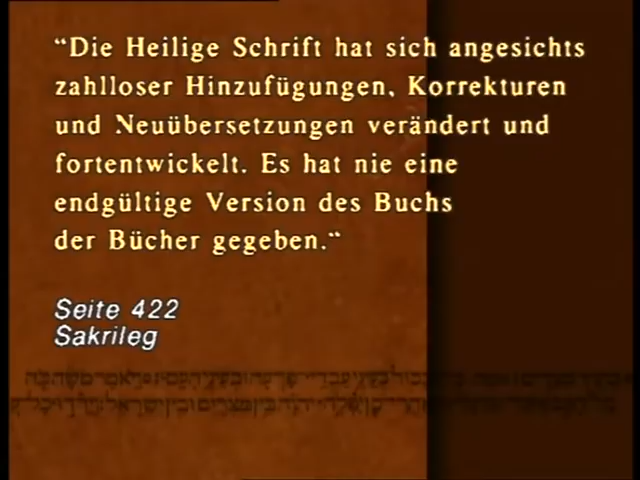 “Die Heilige Schrift hat sich angesichts
zahlloser Hinzufügungen, Korrekturen
und Neuübersetzungen verändert und
fortentwickelt. Es hat nie eine
endgültige Version des Buchs
der Bücher gegeben.“
Seite 422
Sakrileg